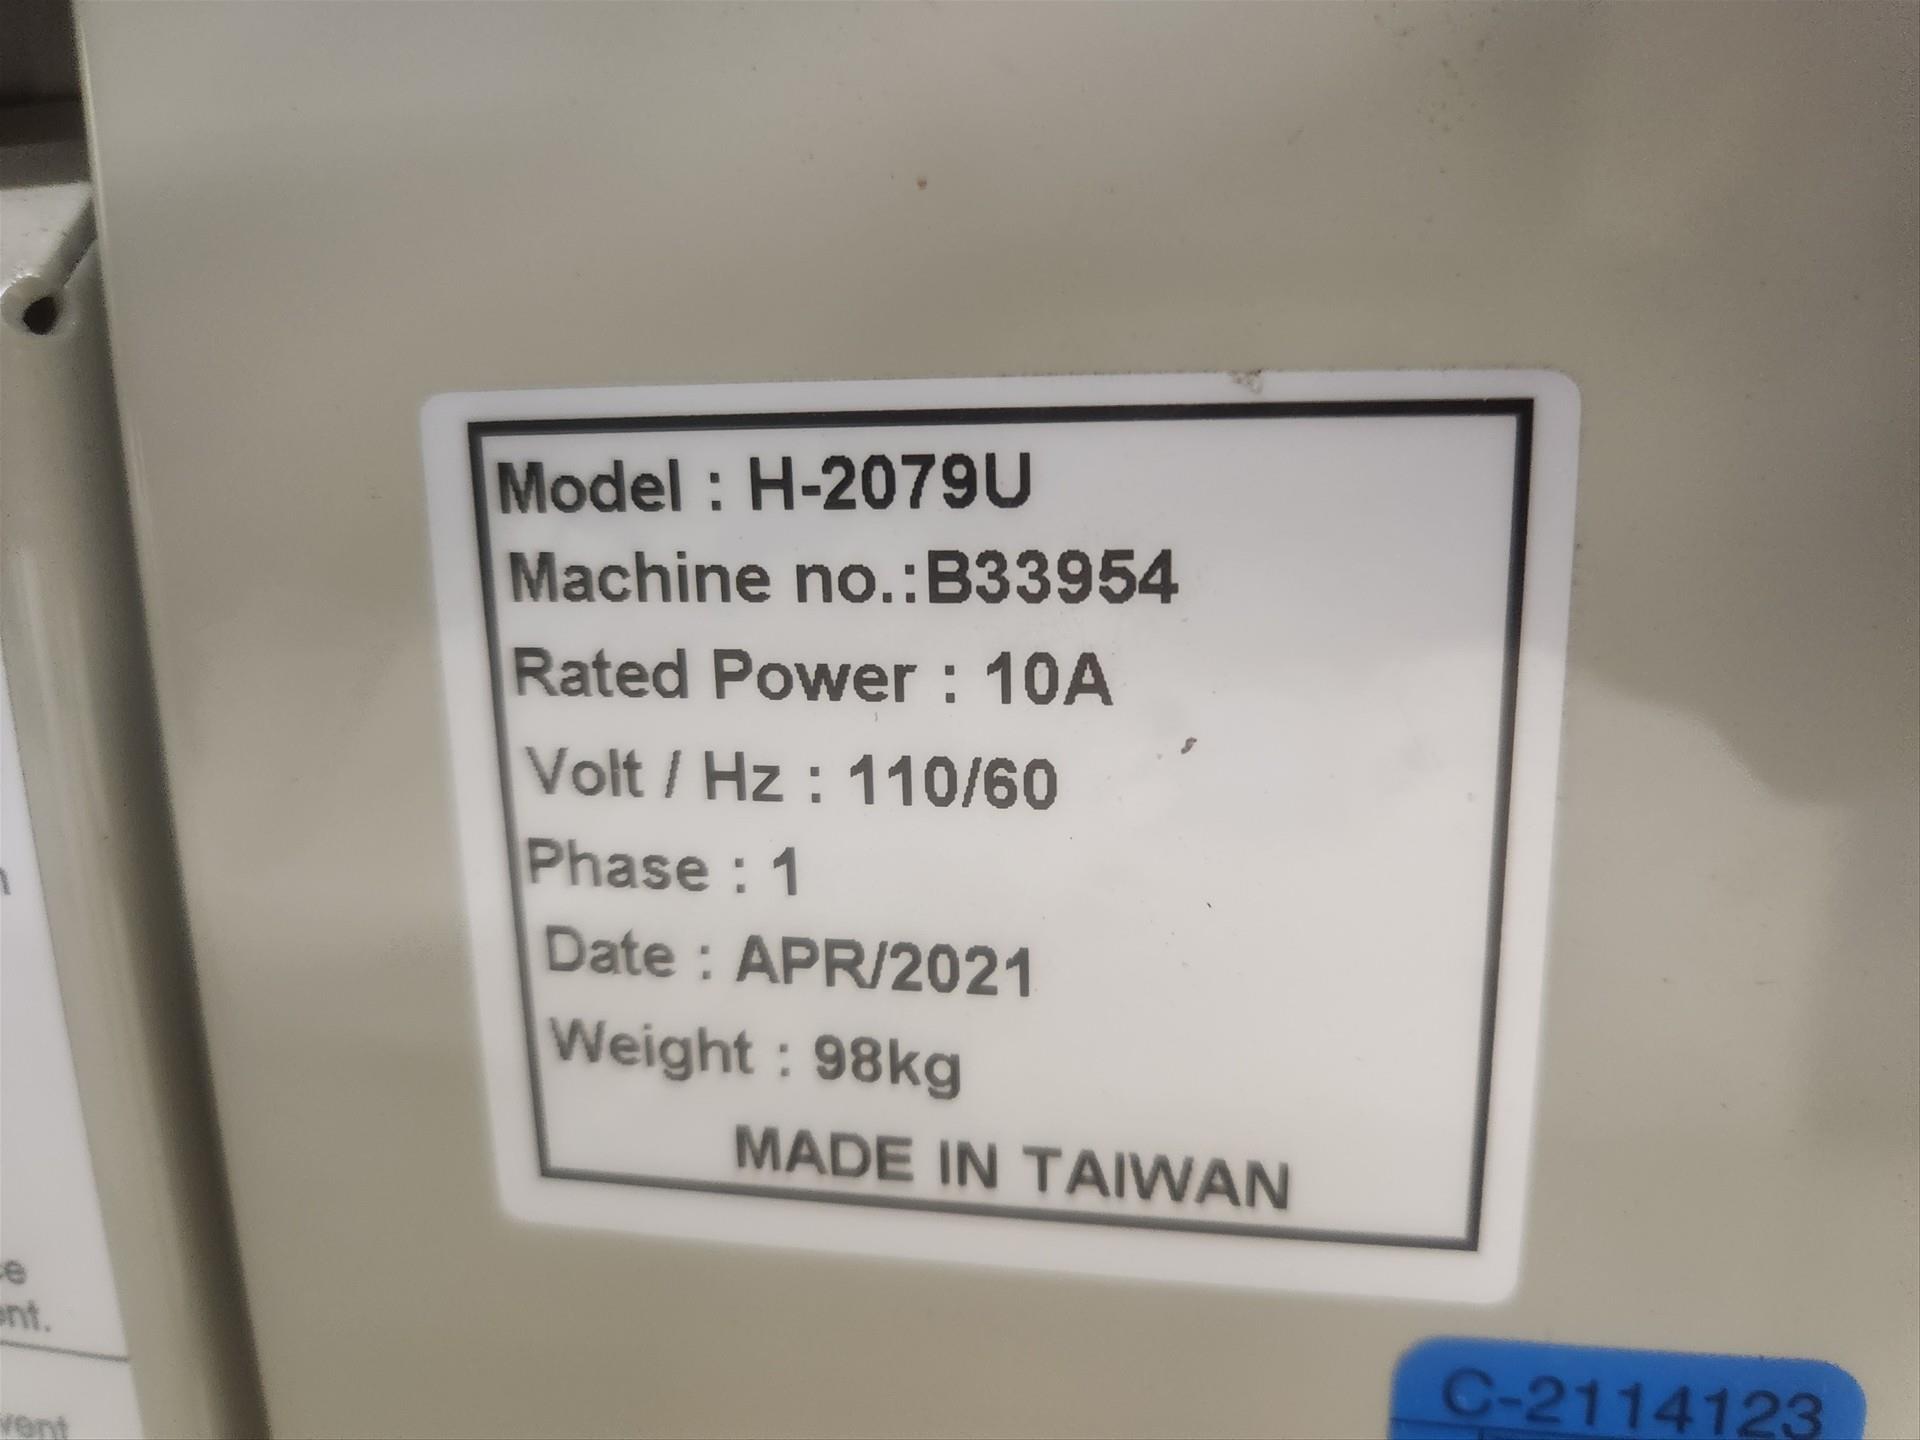 Model : H-2079U
Machine no.:B33954
Rated Power : 10A
Volt / Hz : 110/60
Phase : 1
Date : APR/2021
Weight : 98kg
MADE IN TAIWAN
C-2114123